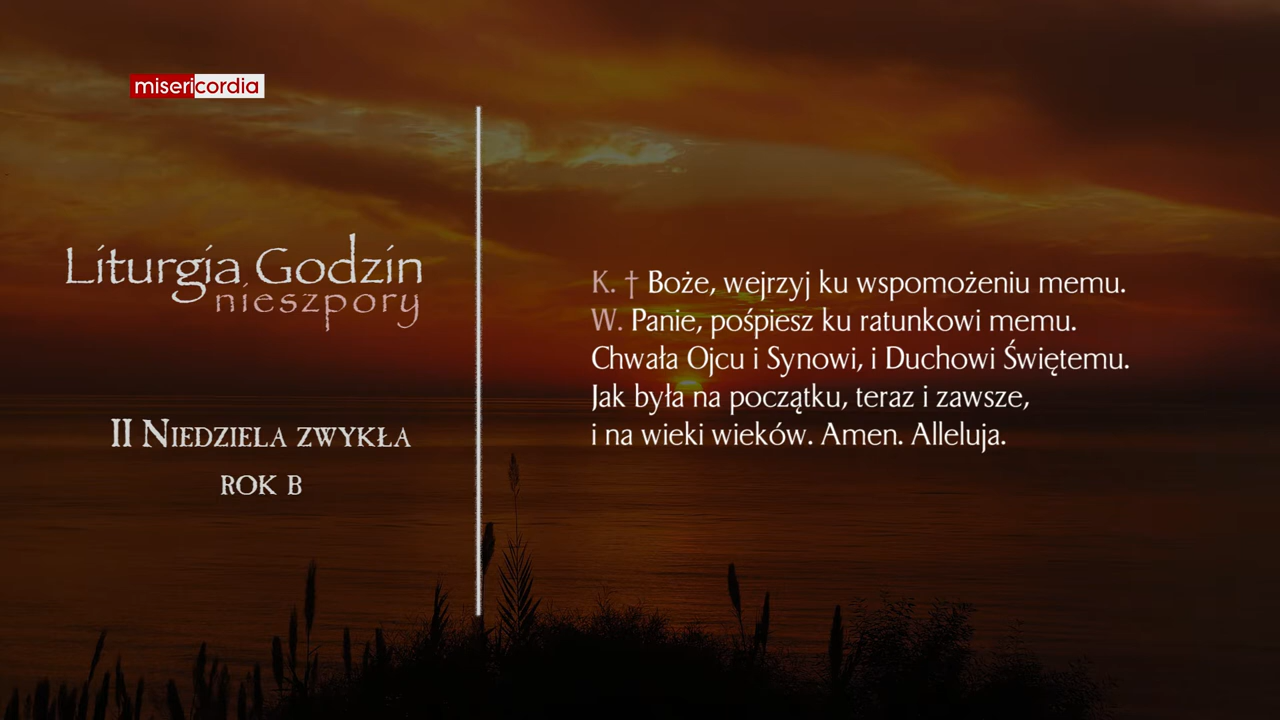 misericordia
Liturgia Godzin
nieszpory
II Niedziela zwykła
rok B
K. † Boże, wejrzyj ku wspomożeniu memu.
W. Panie, pośpiesz ku ratunkowi memu.
Chwała Ojcu i Synowi, i Duchowi Świętemu.
Jak była na początku, teraz i zawsze,
i na wieki wieków. Amen. Alleluja.